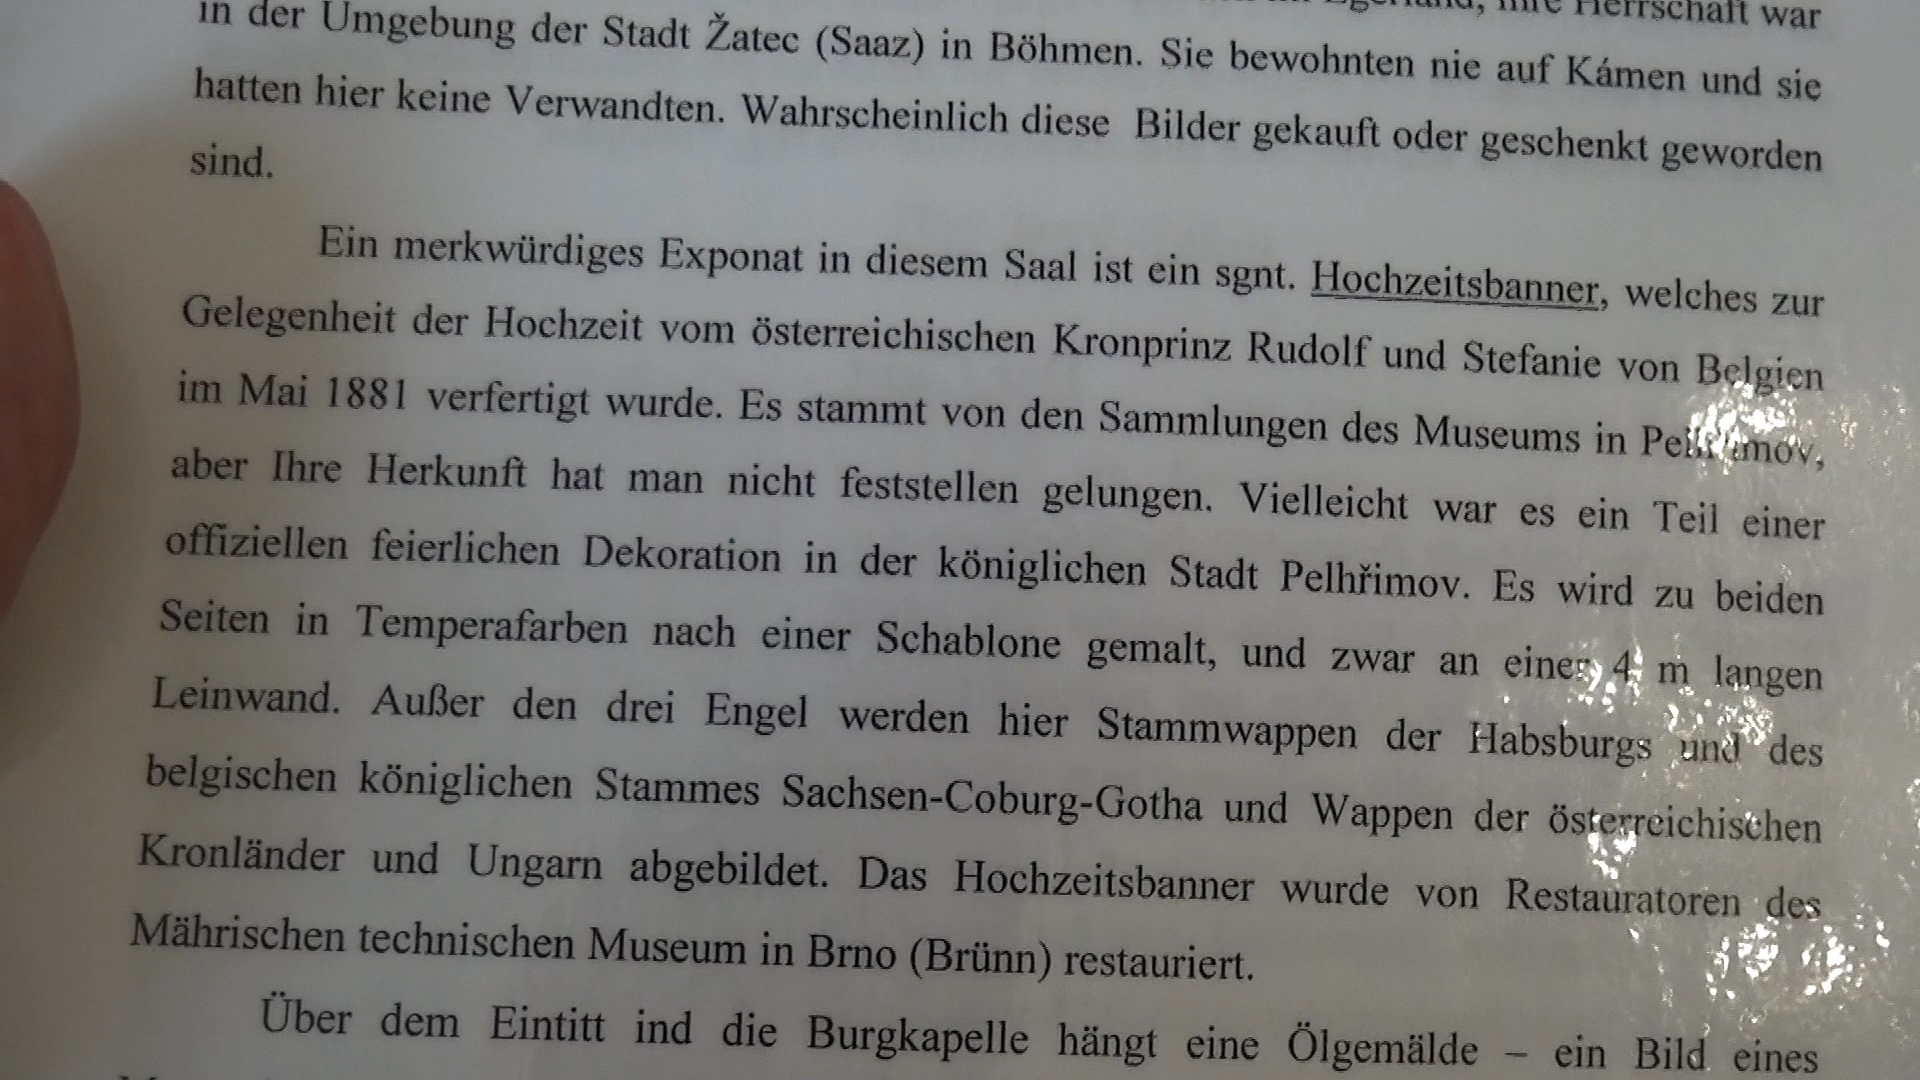 in der Umgebung der Stadt Žatec (Saaz) in Böhmen. Sie bewohnten nie auf Kámen und sie
hatten hier keine Verwandten. Wahrscheinlich diese Bilder gekauft oder geschenkt geworden
sind.
Ein merkwürdiges Exponat in diesem Saal ist ein sgnt. Hochzeitsbanner, welches zur
Gelegenheit der Hochzeit vom österreichischen Kronprinz Rudolf und Stefanie von Belgien
im Mai 1881 verfertigt wurde. Es stammt von den Sammlungen des Museums in Pelhřimov,
aber Ihre Herkunft hat man nicht feststellen gelungen. Vielleicht war es ein Teil einer
offiziellen feierlichen Dekoration in der königlichen Stadt Pelhřimov. Es wird zu beiden
Seiten in Temperafarben nach einer Schablone gemalt, und zwar an einer 4 m langen
Leinwand. Außer den drei Engel werden hier Stammwappen der Habsburgs und des
belgischen königlichen Stammes Sachsen-Coburg-Gotha und Wappen der österreichischen
Kronländer und Ungarn abgebildet. Das Hochzeitsbanner wurde von Restauratoren des
Mährischen technischen Museum in Brno (Brünn) restauriert.
Über dem Eintitt ind die Burgkapelle hängt eine Ölgemälde – ein Bild eines